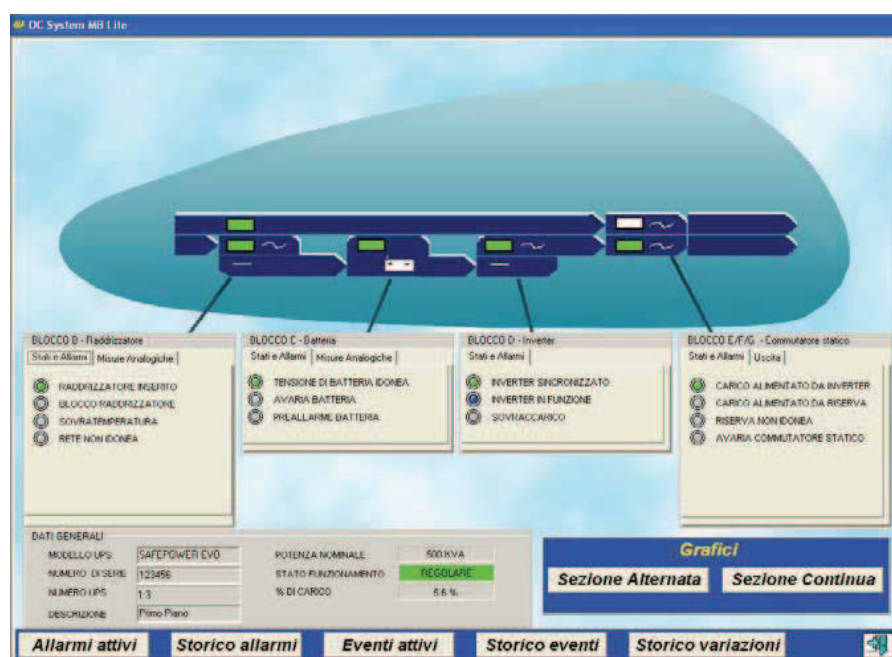 OC System MB Lite
BLOCCO B - Raddrizzatore
Stati e Allarmi Misure Analogiche
RADDRIZZATORE INSERITO
BLOCCO RADDRIZZATORE
SOVRATEMPERATURA
RETE NON IDONEA
BLOCCO C - Batteria
Stati e Allarmi Misure Analogiche
TENSIONE DI BATTERIA IDONEA
AVARIA BATTERIA
PREALLARME BATTERIA
BLOCCO D - Inverter
Stati e Allarmi
INVERTER SINCRONIZZATO
INVERTER IN FUNZIONE
SOVRACCARICO
BLOCCO E/F/G - Commutatore statico
Stati e Allarmi Uscita
CARICO ALIMENTATO DA INVERTER
CARICO ALIMENTATO DA RISERVA
RISERVA NON IDONEA
AVARIA COMMUTATORE STATICO
DATI GENERALI
MODELLO UPS SAFEPOWER EVO
NUMERO DI SERIE 123456
NUMERO UPS 1:3
DESCRIZIONE Primo Piano
POTENZA NOMINALE 500 KVA
STATO FUNZIONAMENTO REGOLARE
% DI CARICO 6.6 %
Grafici
Sezione Alternata Sezione Continua
Allarmi attivi Storico allarmi Eventi attivi Storico eventi Storico variazioni